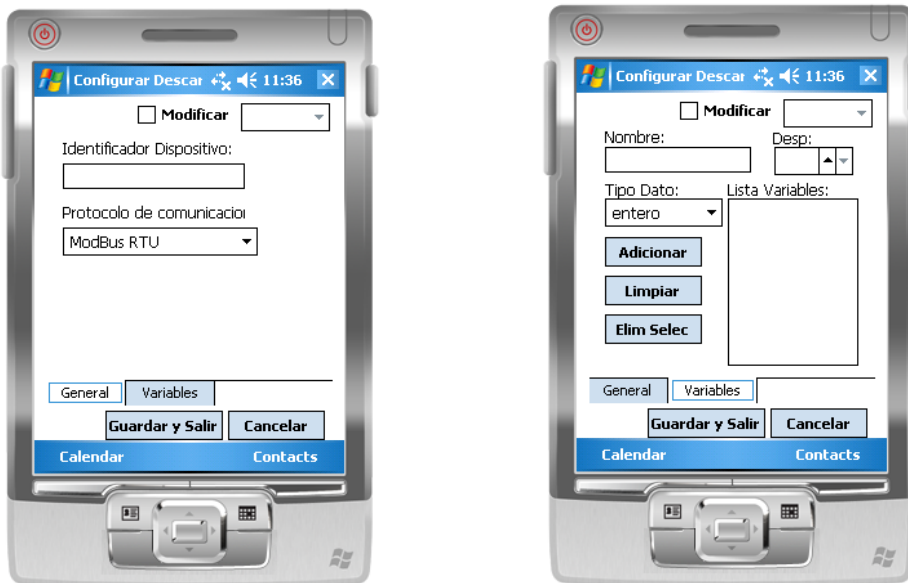 Configurar Descar 11:36
Modificar
Identificador Dispositivo:
Protocolo de comunicacior
ModBus RTU
General Variables
Guardar y Salir Cancelar
Calendar Contacts
Configurar Descar 11:36
Modificar
Nombre: Desp:
Tipo Dato: Lista Variables:
entero
Adicionar
Limpiar
Elim Selec
General Variables
Guardar y Salir Cancelar
Calendar Contacts